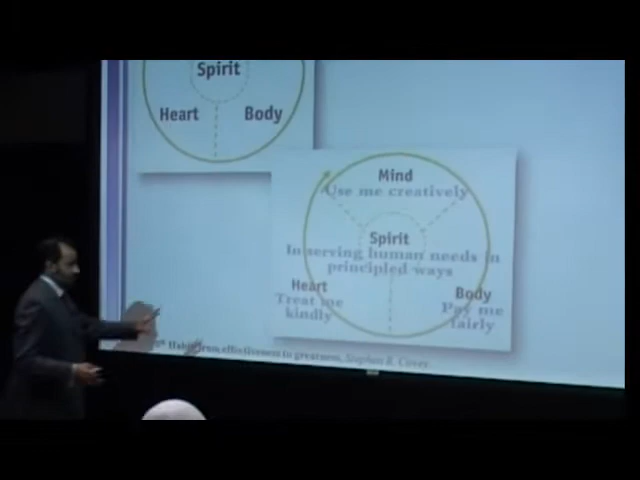 Spirit
Heart Body
Mind
Use me creatively
Spirit
In serving human needs in
principled ways
Heart
Treat me
kindly
Body
Pay me
fairly
8th Habit from effectiveness to greatness, Stephen R. Covey